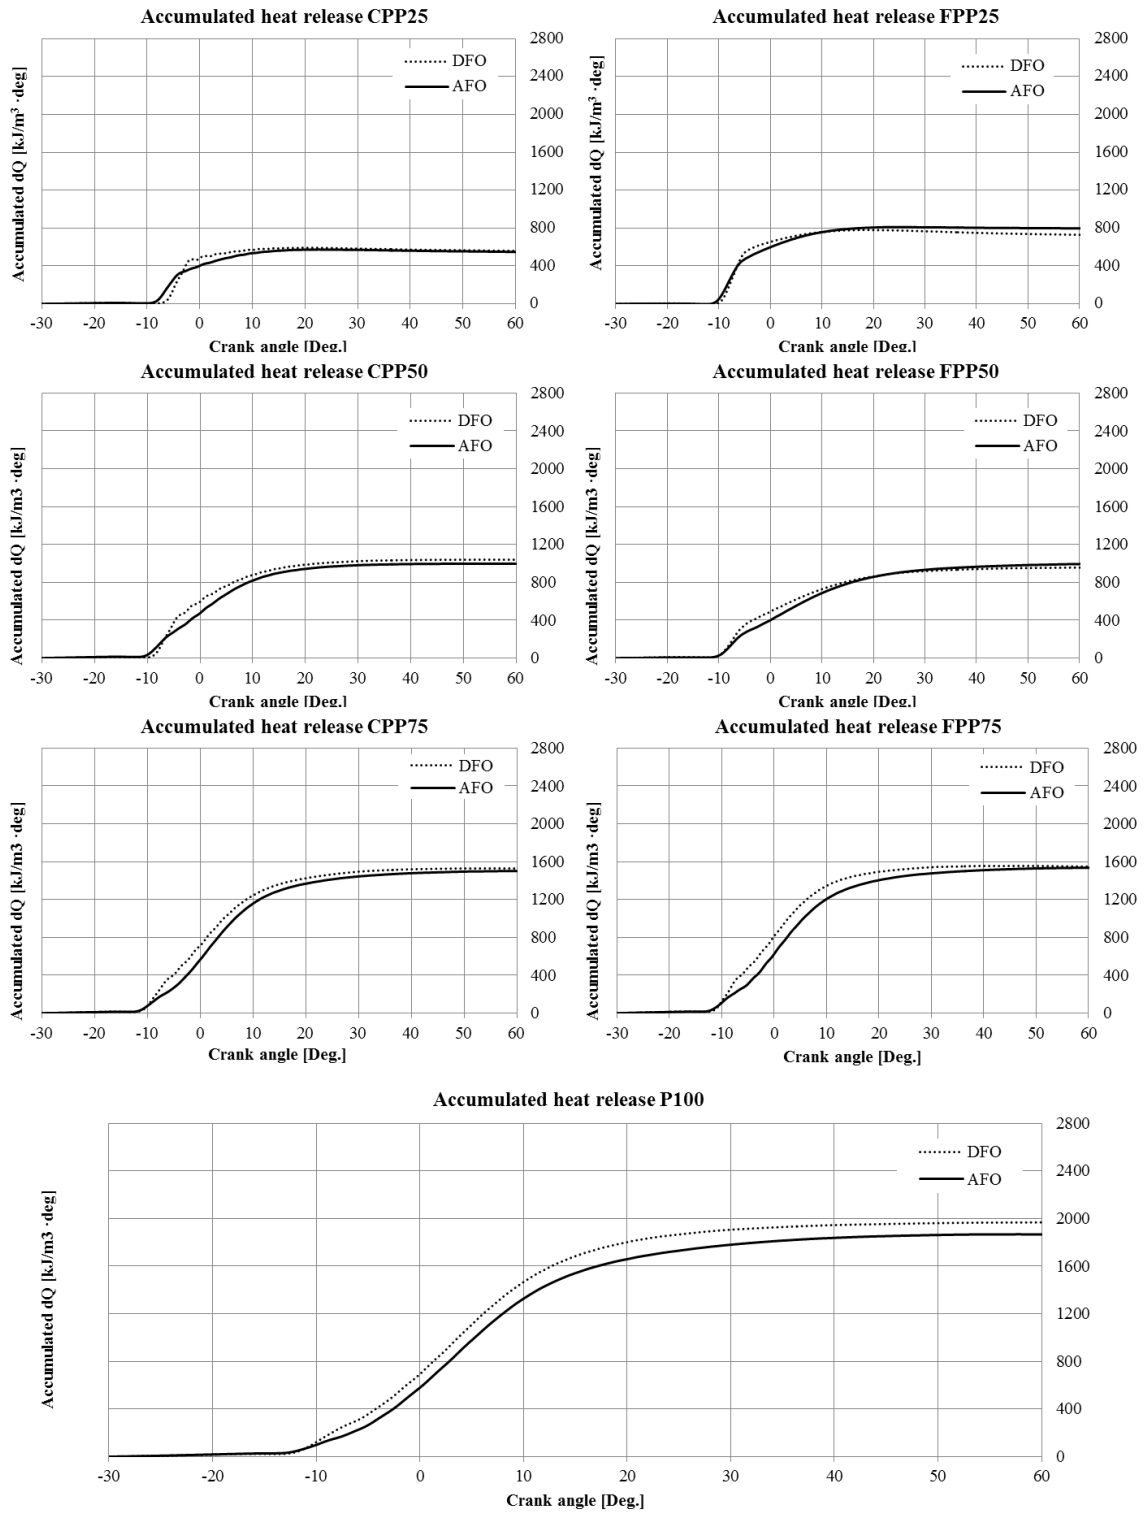 Accumulated heat release CPP25
Accumulated dQ [kJ/m³ ·deg]
DFO
AFO
2800
2400
2000
1600
1200
800
400
0
-30 -20 -10 0 10 20 30 40 50 60
Crank angle [Deg.]
Accumulated heat release FPP25
Accumulated dQ [kJ/m³ ·deg]
DFO
AFO
2800
2400
2000
1600
1200
800
400
0
-30 -20 -10 0 10 20 30 40 50 60
Crank angle [Deg.]
Accumulated heat release CPP50
Accumulated dQ [kJ/m3 ·deg]
DFO
AFO
2800
2400
2000
1600
1200
800
400
0
-30 -20 -10 0 10 20 30 40 50 60
Crank angle [Deg.]
Accumulated heat release FPP50
Accumulated dQ [kJ/m3 ·deg]
DFO
AFO
2800
2400
2000
1600
1200
800
400
0
-30 -20 -10 0 10 20 30 40 50 60
Crank angle [Deg.]
Accumulated heat release CPP75
Accumulated dQ [kJ/m3 ·deg]
DFO
AFO
2800
2400
2000
1600
1200
800
400
0
-30 -20 -10 0 10 20 30 40 50 60
Crank angle [Deg.]
Accumulated heat release FPP75
Accumulated dQ [kJ/m3 ·deg]
DFO
AFO
2800
2400
2000
1600
1200
800
400
0
-30 -20 -10 0 10 20 30 40 50 60
Crank angle [Deg.]
Accumulated heat release P100
Accumulated dQ [kJ/m3 ·deg]
DFO
AFO
2800
2400
2000
1600
1200
800
400
0
-30 -20 -10 0 10 20 30 40 50 60
Crank angle [Deg.]